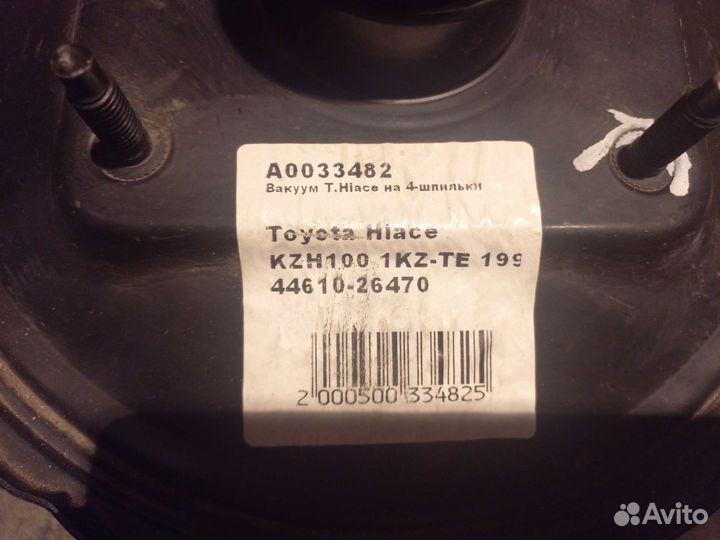 A0033482
Вакуум T.Hiace на 4-шпильки
Toyota Hiace
KZH100 1KZ-TE 199
44610-26470
2 000500 334825
Avito